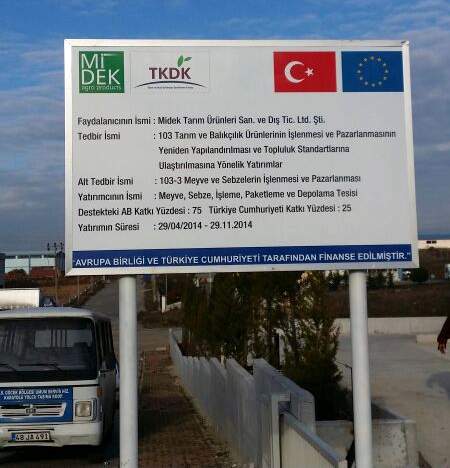 MİDEK
agro products
TKDK
Faydalanıcının İsmi : Midek Tarım Ürünleri San. ve Dış Tic. Ltd. Şti.
Tedbir İsmi : 103 Tarım ve Balıkçılık Ürünlerinin İşlenmesi ve Pazarlanmasının
Yeniden Yapılandırılması ve Topluluk Standartlarına
Ulaştırılmasına Yönelik Yatırımlar
Alt Tedbir İsmi : 103-3 Meyve ve Sebzelerin İşlenmesi ve Pazarlanması
Yatırımcının İsmi : Meyve, Sebze, İşleme, Paketleme ve Depolama Tesisi
Destekteki AB Katkı Yüzdesi : 75 Türkiye Cumhuriyeti Katkı Yüzdesi : 25
Yatırımın Süresi : 29/04/2014 - 29.11.2014
"AVRUPA BİRLİĞİ VE TÜRKİYE CUMHURİYETİ TARAFINDAN FİNANSE EDİLMİŞTİR."